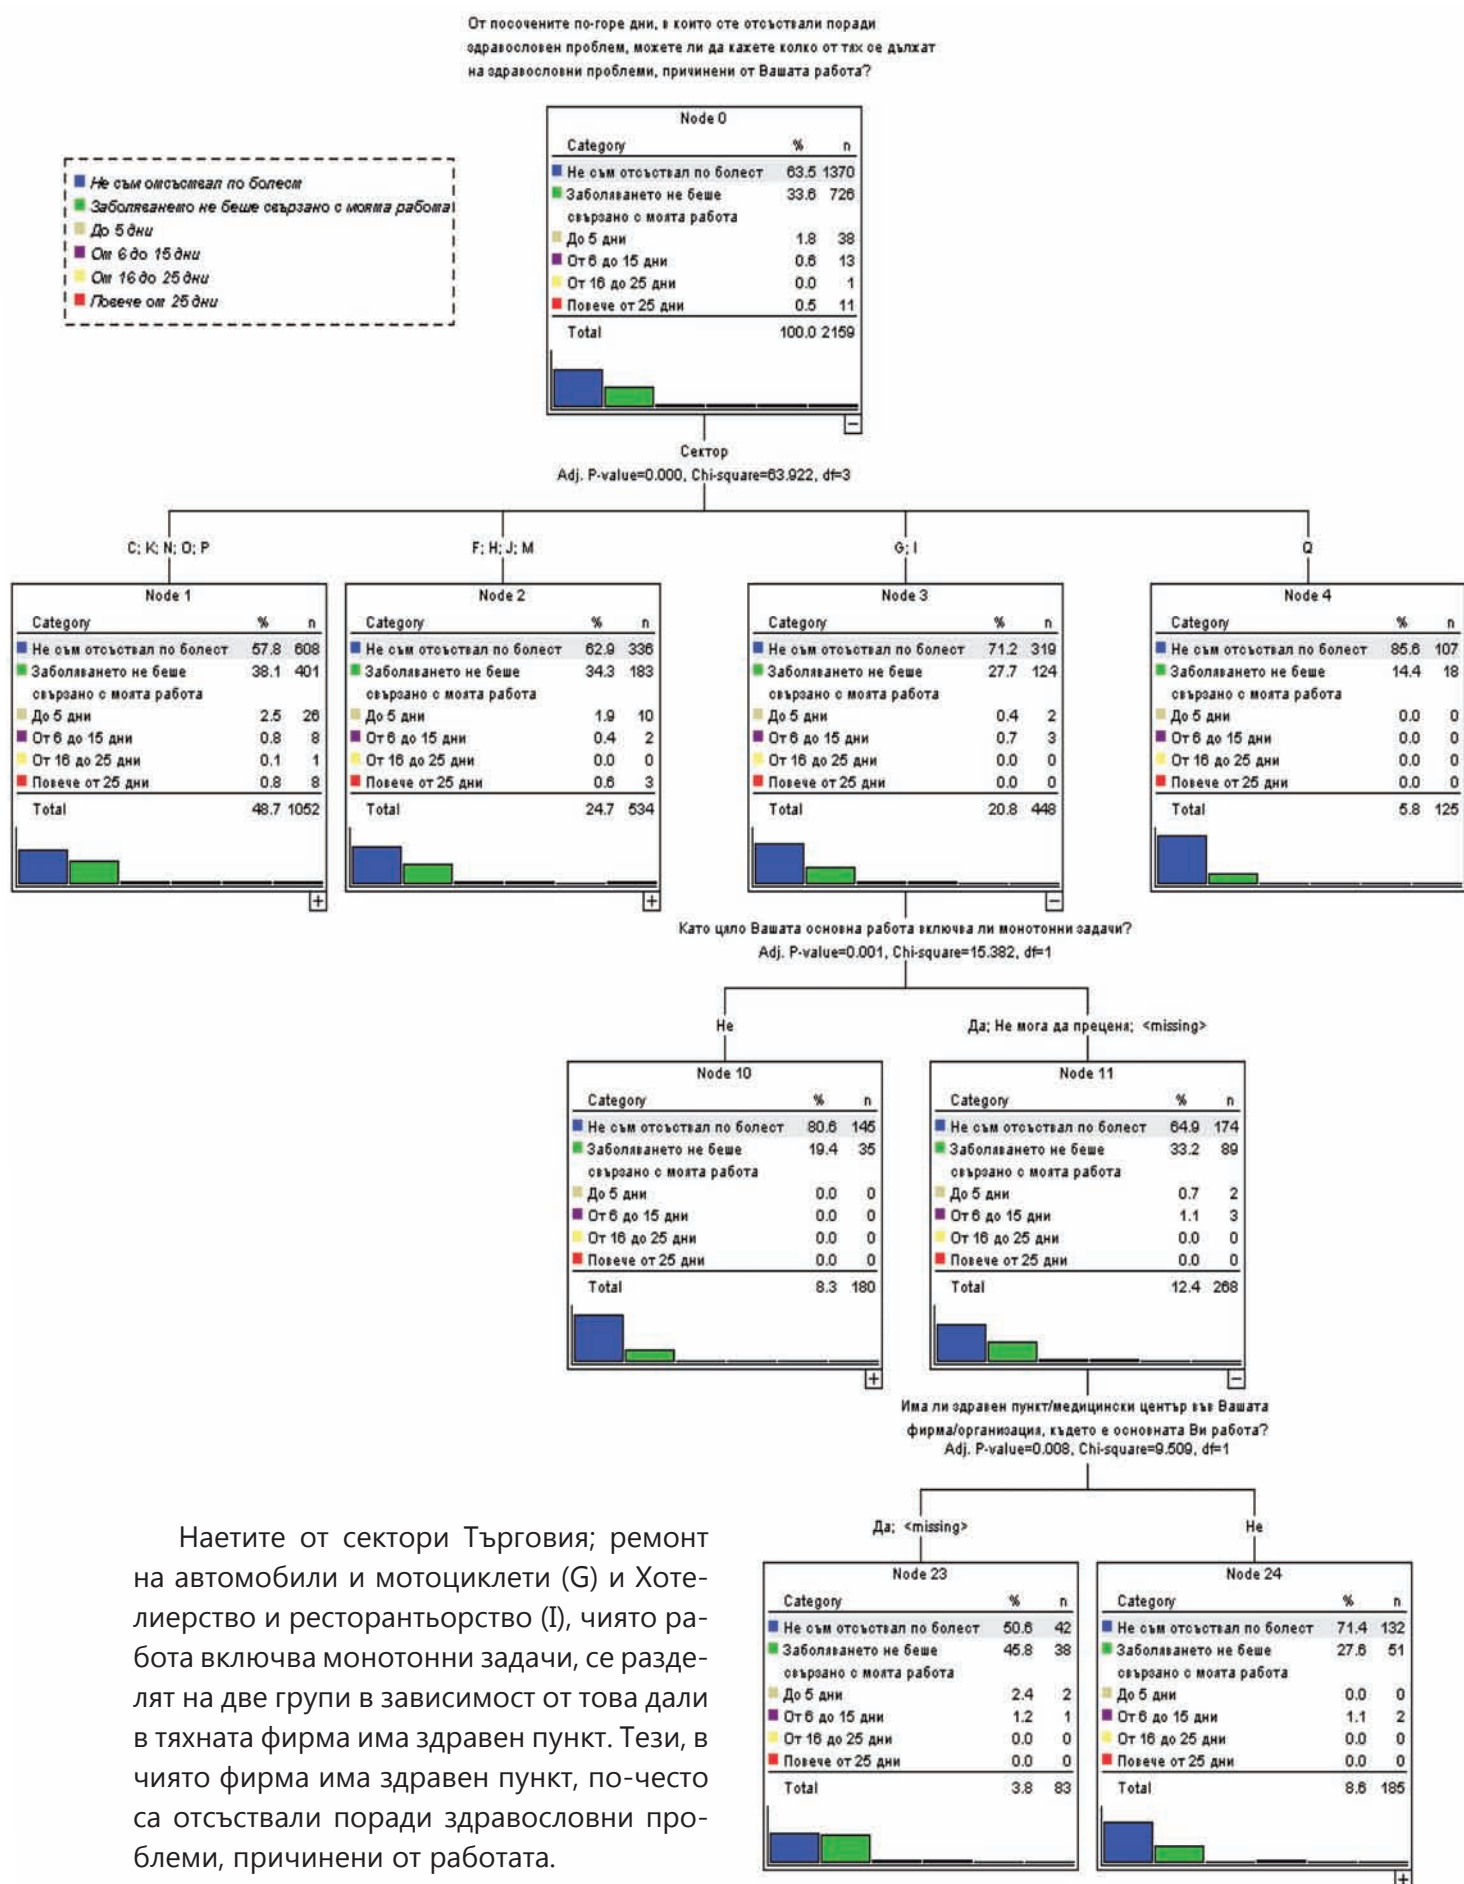 От посочените по-горе дни, в които сте отсъствали поради
здравословен проблем, можете ли да кажете колко от тях се дължат
на здравословни проблеми, причинени от Вашата работа?
Не съм отсъствал по болест
Заболяването не беше свързано с моята работа
До 5 дни
От 6 до 15 дни
От 16 до 25 дни
Повече от 25 дни
Node 0
Category % n
Не съм отсъствал по болест 63.5 1370
Заболяването не беше 33.6 726
свързано с моята работа
До 5 дни 1.8 38
От 6 до 15 дни 0.6 13
От 16 до 25 дни 0.0 1
Повече от 25 дни 0.5 11
Total 100.0 2159
Сектор
Adj. P-value=0.000, Chi-square=63.922, df=3
C; K; N; O; P
F; H; J; M
G; I
Q
Node 1
Category % n
Не съм отсъствал по болест 57.8 608
Заболяването не беше 38.1 401
свързано с моята работа
До 5 дни 2.5 26
От 6 до 15 дни 0.8 8
От 16 до 25 дни 0.1 1
Повече от 25 дни 0.8 8
Total 48.7 1052
Node 2
Category % n
Не съм отсъствал по болест 62.9 336
Заболяването не беше 34.3 183
свързано с моята работа
До 5 дни 1.9 10
От 6 до 15 дни 0.4 2
От 16 до 25 дни 0.0 0
Повече от 25 дни 0.6 3
Total 24.7 534
Node 3
Category % n
Не съм отсъствал по болест 71.2 319
Заболяването не беше 27.7 124
свързано с моята работа
До 5 дни 0.4 2
От 6 до 15 дни 0.7 3
От 16 до 25 дни 0.0 0
Повече от 25 дни 0.0 0
Total 20.8 448
Node 4
Category % n
Не съм отсъствал по болест 85.6 107
Заболяването не беше 14.4 18
свързано с моята работа
До 5 дни 0.0 0
От 6 до 15 дни 0.0 0
От 16 до 25 дни 0.0 0
Повече от 25 дни 0.0 0
Total 5.8 125
Като цяло Вашата основна работа включва ли монотонни задачи?
Adj. P-value=0.001, Chi-square=15.382, df=1
Не
Да; Не мога да преценя; <missing>
Node 10
Category % n
Не съм отсъствал по болест 80.6 145
Заболяването не беше 19.4 35
свързано с моята работа
До 5 дни 0.0 0
От 6 до 15 дни 0.0 0
От 16 до 25 дни 0.0 0
Повече от 25 дни 0.0 0
Total 8.3 180
Node 11
Category % n
Не съм отсъствал по болест 64.9 174
Заболяването не беше 33.2 89
свързано с моята работа
До 5 дни 0.7 2
От 6 до 15 дни 1.1 3
От 16 до 25 дни 0.0 0
Повече от 25 дни 0.0 0
Total 12.4 268
Има ли здравен пункт/медицински център във Вашата
фирма/организация, където е основната Ви работа?
Adj. P-value=0.008, Chi-square=9.509, df=1
Да; <missing>
Не
Node 23
Category % n
Не съм отсъствал по болест 50.6 42
Заболяването не беше 45.8 38
свързано с моята работа
До 5 дни 2.4 2
От 6 до 15 дни 1.2 1
От 16 до 25 дни 0.0 0
Повече от 25 дни 0.0 0
Total 3.8 83
Node 24
Category % n
Не съм отсъствал по болест 71.4 132
Заболяването не беше 27.6 51
свързано с моята работа
До 5 дни 0.0 0
От 6 до 15 дни 1.1 2
От 16 до 25 дни 0.0 0
Повече от 25 дни 0.0 0
Total 8.6 185
Наетите от сектори Търговия; ремонт
на автомобили и мотоциклети (G) и Хоте-
лиерство и ресторантьорство (I), чиято ра-
бота включва монотонни задачи, се разде-
лят на две групи в зависимост от това дали
в тяхната фирма има здравен пункт. Тези, в
чиято фирма има здравен пункт, по-често
са отсъствали поради здравословни про-
блеми, причинени от работата.